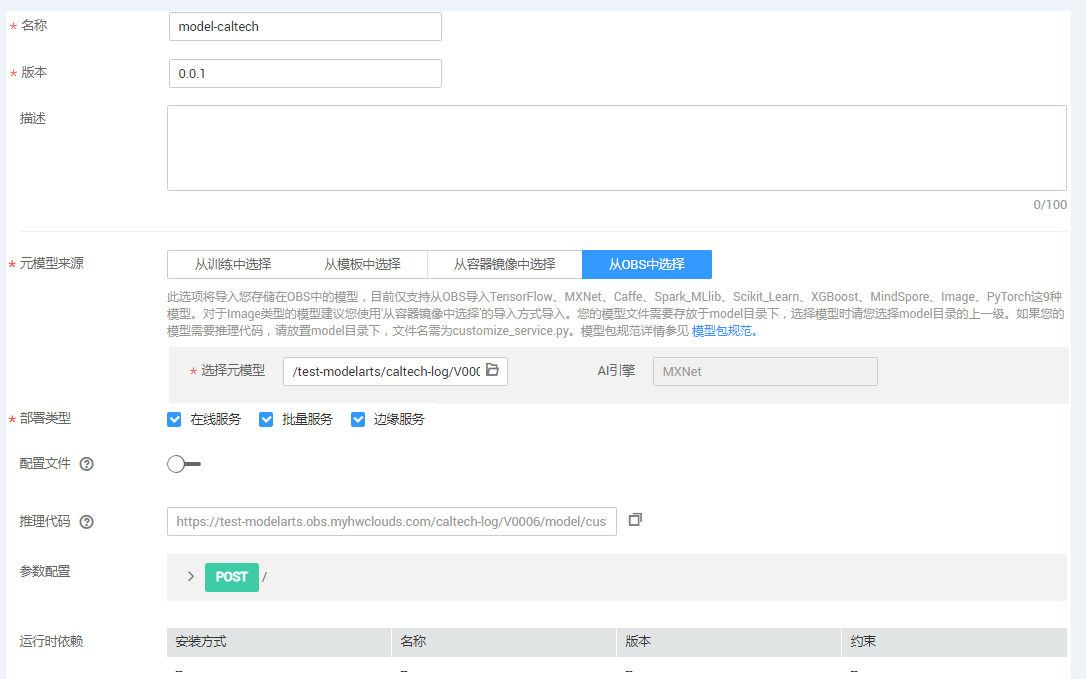 * 名称 model-caltech
* 版本 0.0.1
描述
0/100
* 元模型来源 从训练中选择 从模板中选择 从容器镜像中选择 从OBS中选择
此选项将导入您存储在OBS中的模型，目前仅支持从OBS导入TensorFlow、MXNet、Caffe、Spark_MLlib、Scikit_Learn、XGBoost、MindSpore、Image、PyTorch这9种
模型。对于Image类型的模型建议您使用‘从容器镜像中选择’的导入方式导入。您的模型文件需要存放于model目录下，选择模型时请您选择model目录的上一级。如果您的
模型需要推理代码，请放置model目录下，文件名需为customize_service.py。模型包规范详情参见 模型包规范。
* 选择元模型 /test-modelarts/caltech-log/V000 AI引擎 MXNet
* 部署类型 在线服务 批量服务 边缘服务
配置文件 ?
推理代码 ? https://test-modelarts.obs.myhwclouds.com/caltech-log/V0006/model/cus
参数配置 > POST /
运行时依赖 安装方式 名称 版本 约束
-- -- -- --